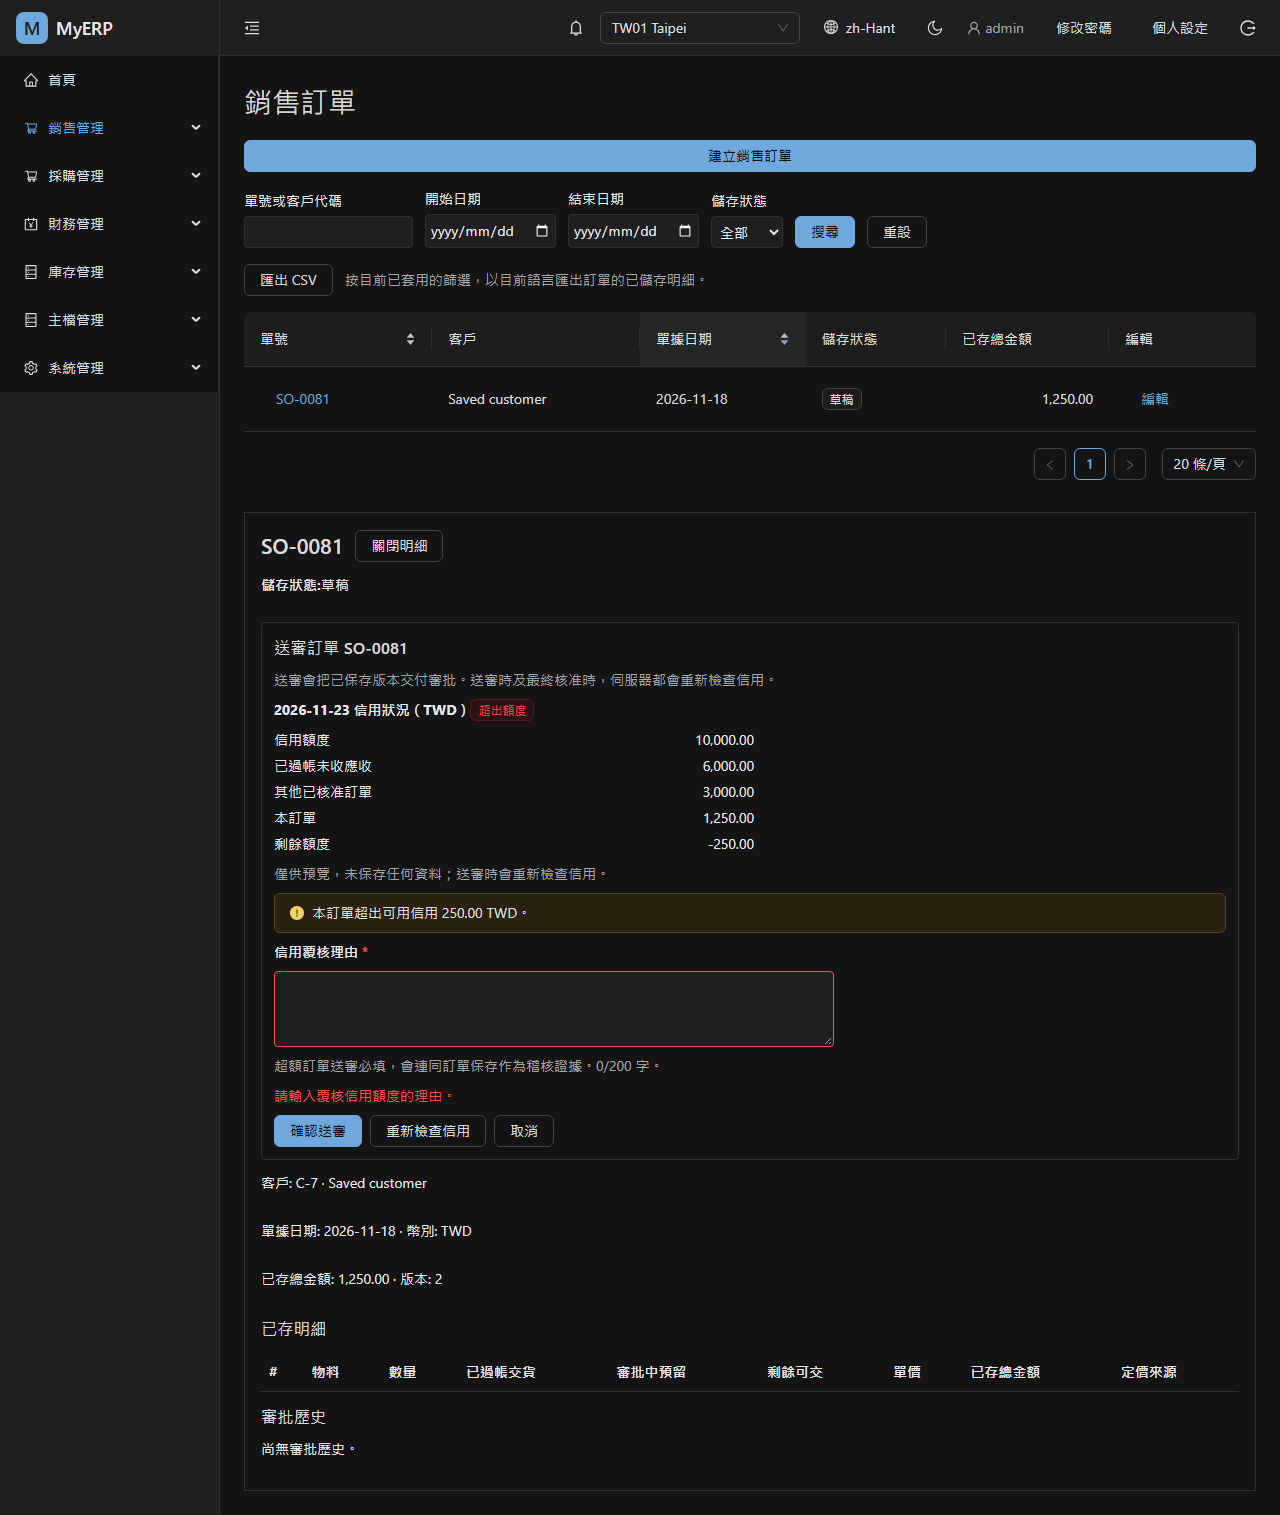 M MyERP
TW01 Taipei
zh-Hant
admin
修改密碼
個人設定
首頁
銷售管理
採購管理
財務管理
庫存管理
主檔管理
系統管理
銷售訂單
建立銷售訂單
單號或客戶代碼
開始日期
結束日期
儲存狀態
yyyy/mm/dd
yyyy/mm/dd
全部
搜尋
重設
匯出 CSV
按目前已套用的篩選，以目前語言匯出訂單的已儲存明細。
單號 客戶 單據日期 儲存狀態 已存總金額 編輯
SO-0081 Saved customer 2026-11-18 草稿 1,250.00 編輯
< 1 > 20 條/頁
SO-0081 關閉明細
儲存狀態:草稿
送審訂單 SO-0081
送審會把已保存版本交付審批。送審時及最終核准時，伺服器都會重新檢查信用。
2026-11-23 信用狀況 ( TWD ) 超出額度
信用額度 10,000.00
已過帳未收應收 6,000.00
其他已核准訂單 3,000.00
本訂單 1,250.00
剩餘額度 -250.00
僅供預覽，未保存任何資料；送審時會重新檢查信用。
本訂單超出可用信用 250.00 TWD。
信用覆核理由 *
超額訂單送審必填，會連同訂單保存作為稽核證據。0/200 字。
請輸入覆核信用額度的理由。
確認送審 重新檢查信用 取消
客戶: C-7 · Saved customer
單據日期: 2026-11-18 · 幣別: TWD
已存總金額: 1,250.00 · 版本: 2
已存明細
# 物料 數量 已過帳交貨 審批中預留 剩餘可交 單價 已存總金額 定價來源
審批歷史
尚無審批歷史。